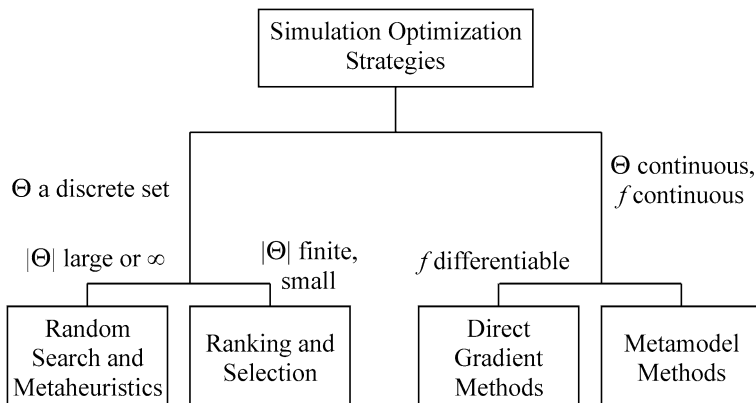 Simulation Optimization
Strategies
Θ a discrete set
Θ continuous,
f continuous
|Θ| large or ∞
|Θ| finite,
small
f differentiable
Random
Search and
Metaheuristics
Ranking and
Selection
Direct
Gradient
Methods
Metamodel
Methods